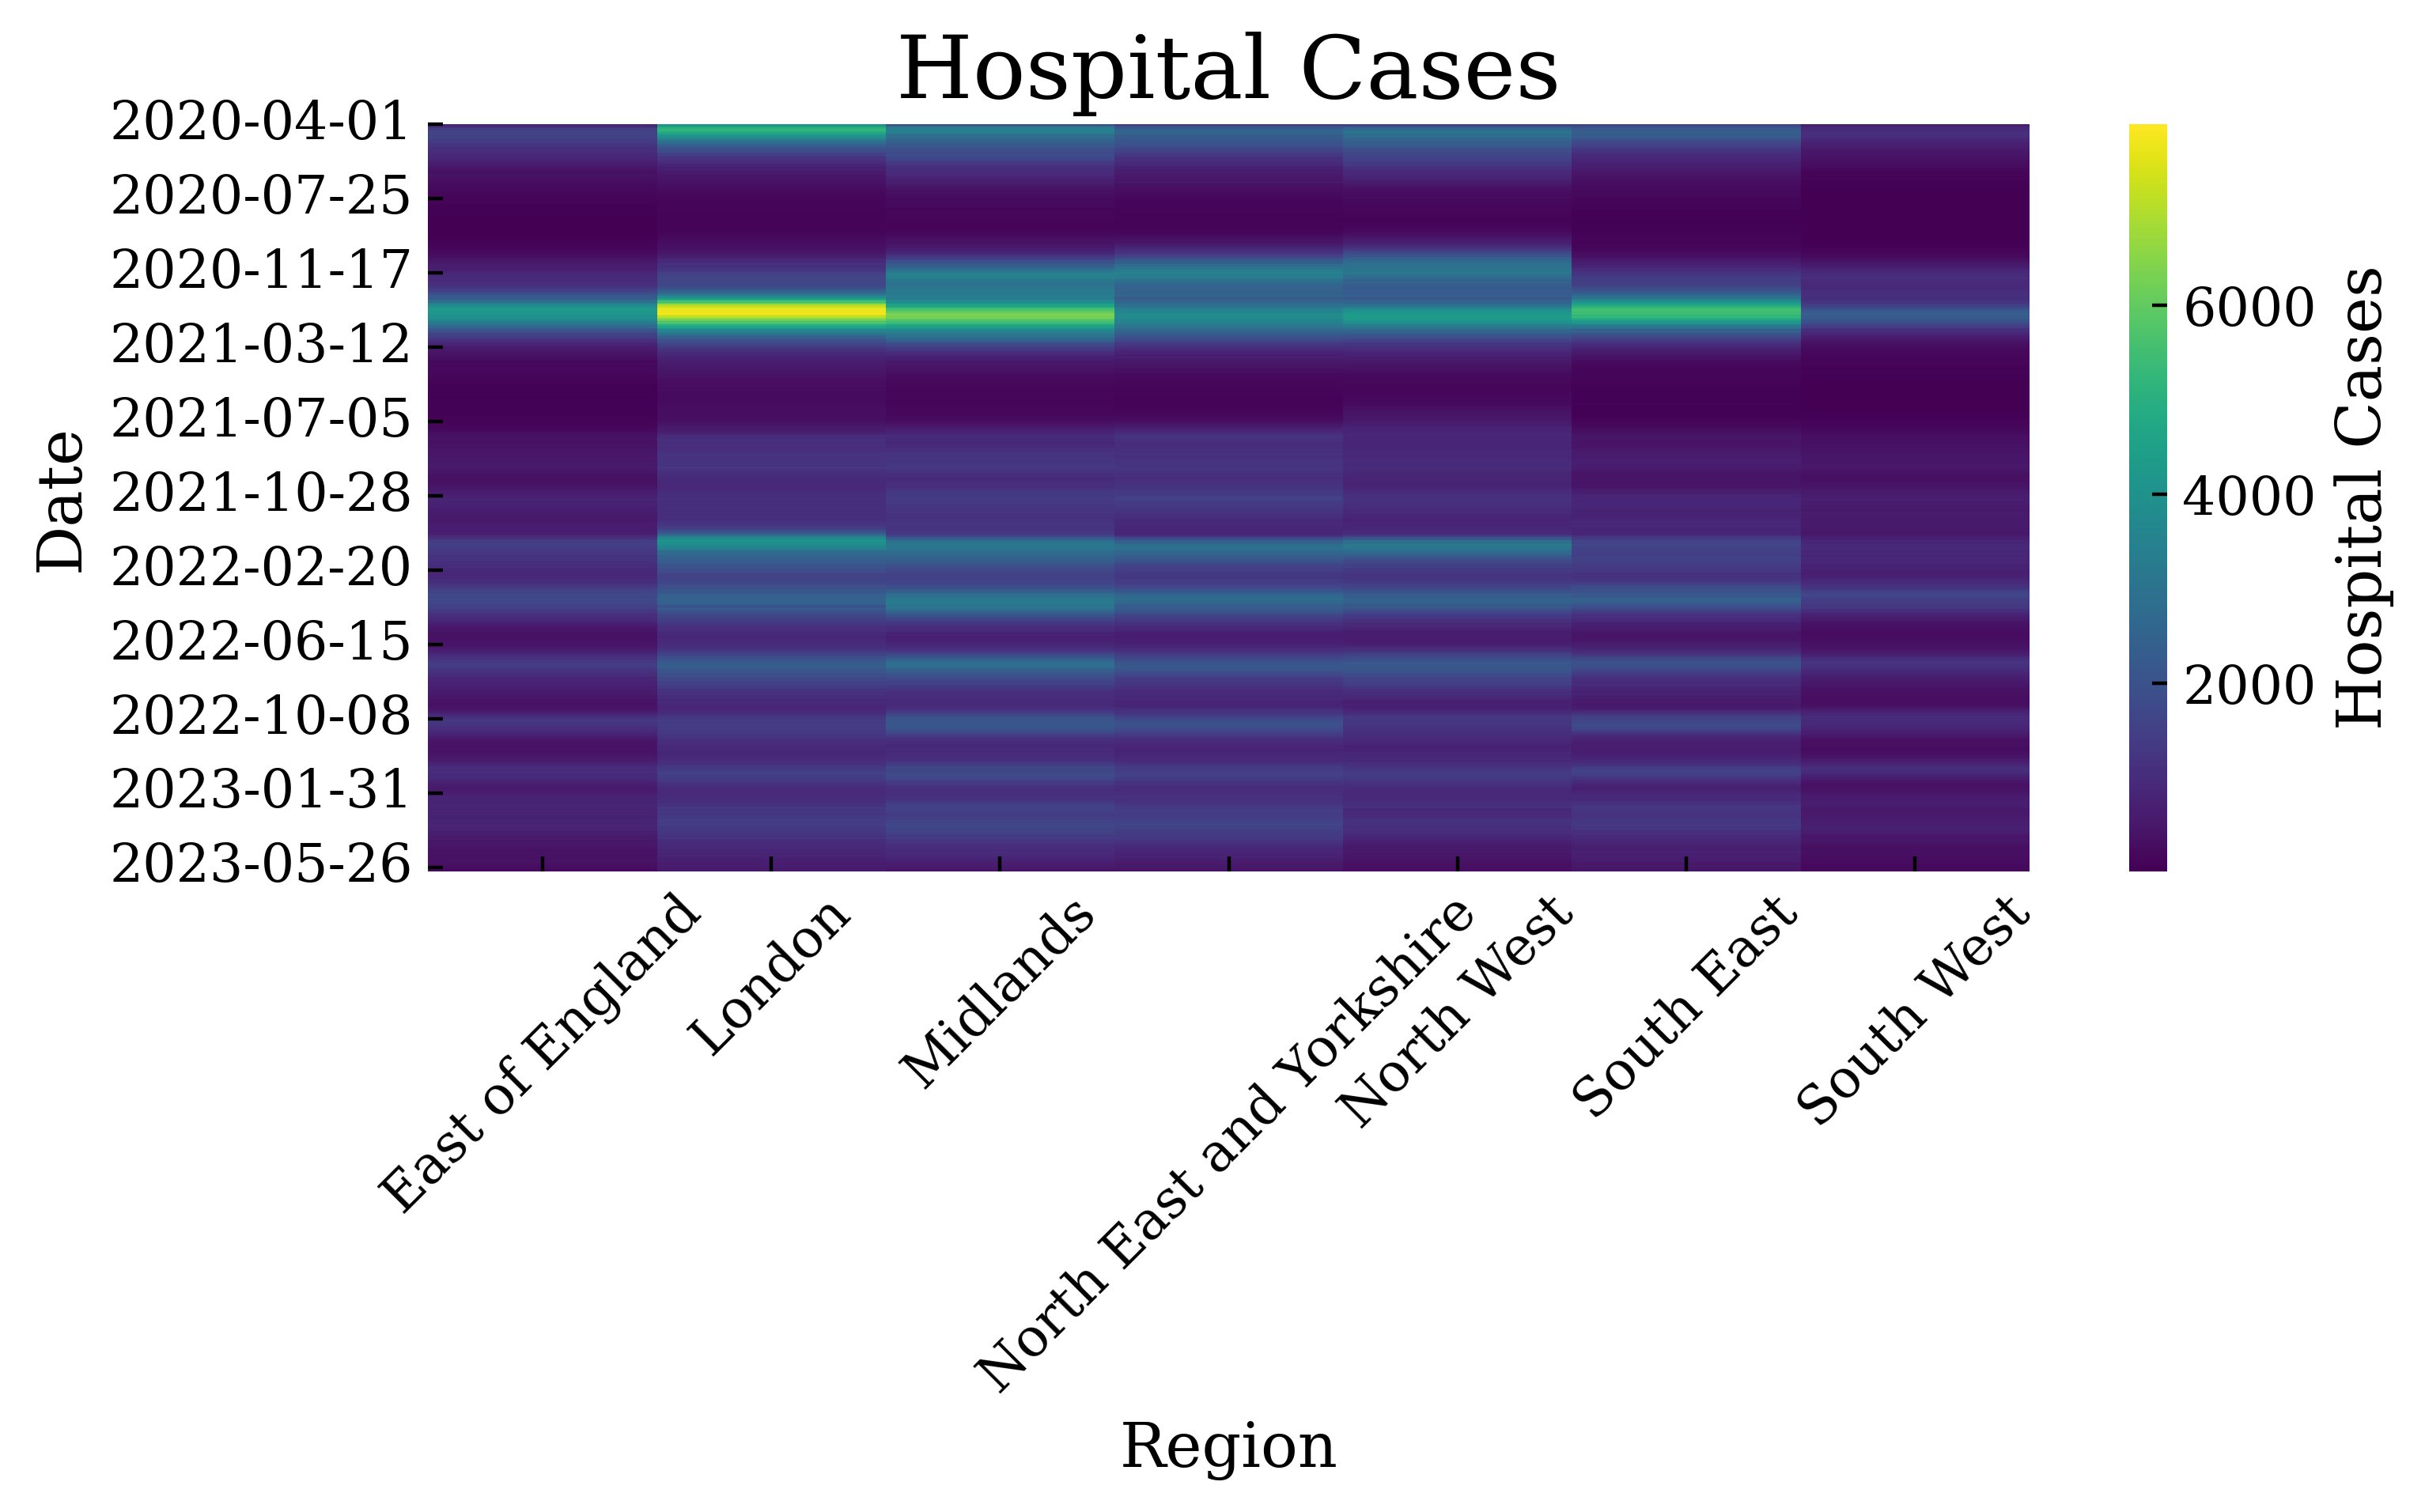 Hospital Cases
2020-04-01
2020-07-25
2020-11-17
2021-03-12
2021-07-05
2021-10-28
2022-02-20
2022-06-15
2022-10-08
2023-01-31
2023-05-26
Date
East of England
London
Midlands
North East and Yorkshire
North West
South East
South West
Region
6000
4000
2000
Hospital Cases